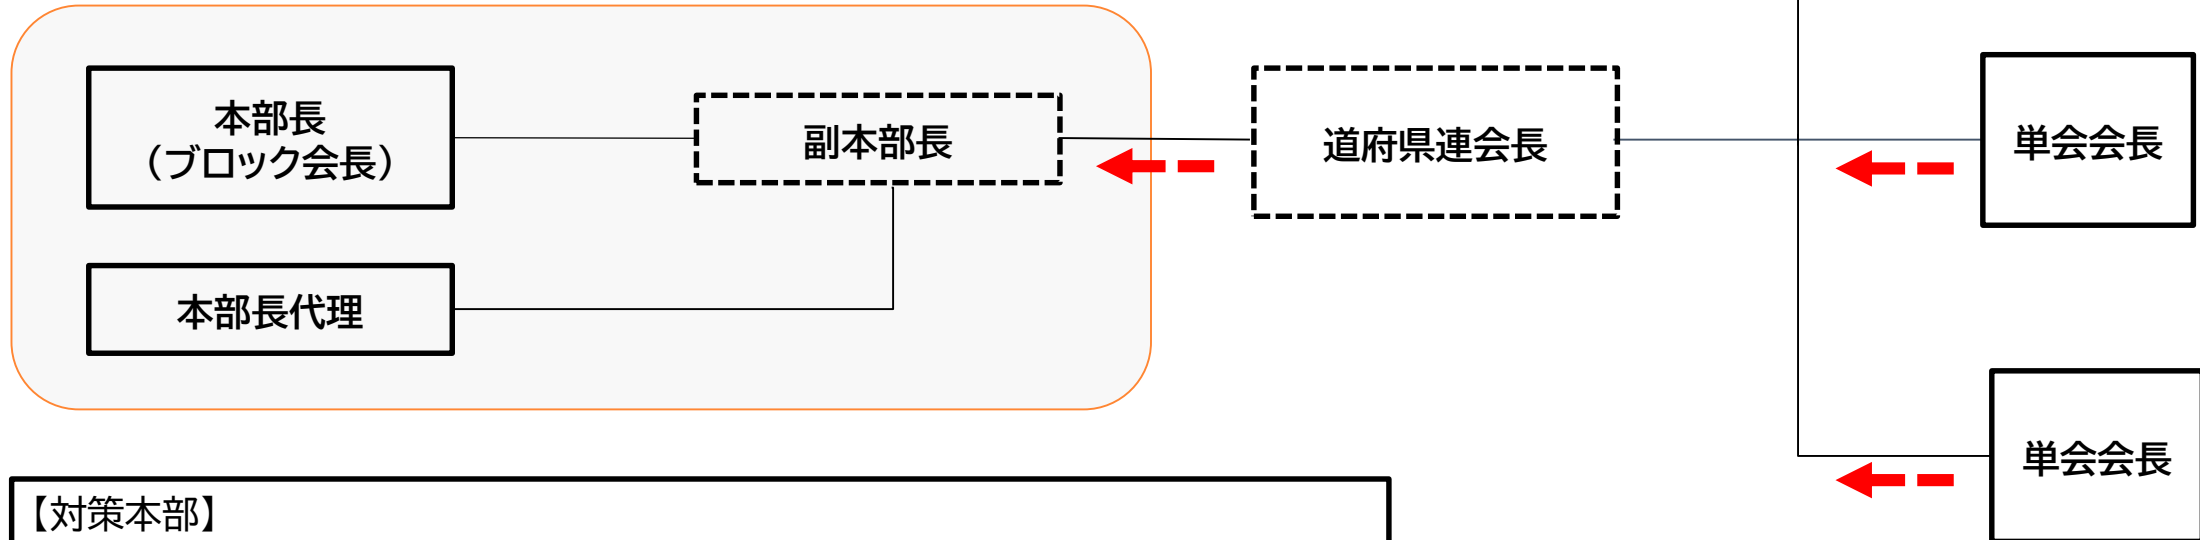 本部長
（ブロック会長）
副本部長
道府県連会長
単会会長
本部長代理
単会会長
【対策本部】